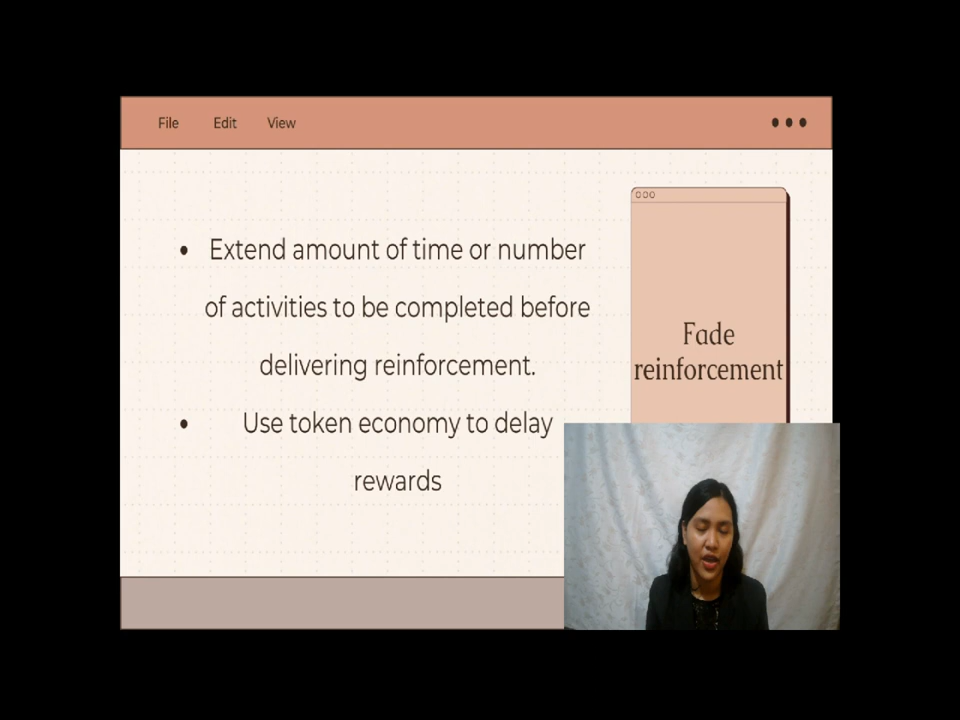 File Edit View
• Extend amount of time or number
of activities to be completed before
delivering reinforcement.
• Use token economy to delay
rewards
Fade
reinforcement